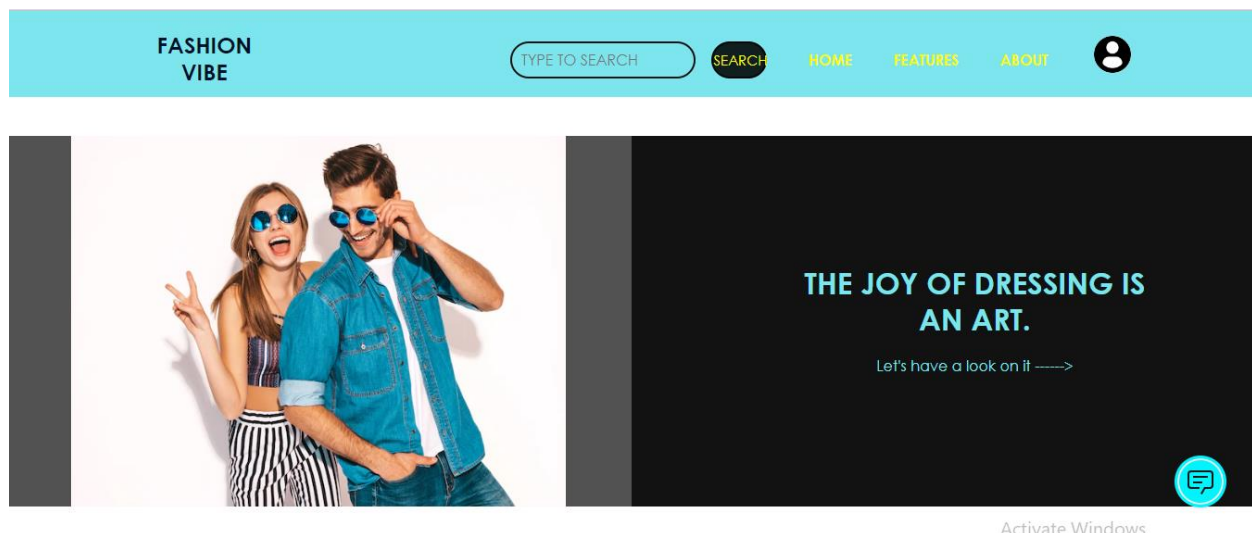 FASHION
VIBE
TYPE TO SEARCH
SEARCH
HOME
FEATURES
ABOUT
THE JOY OF DRESSING IS
AN ART.
Let's have a look on it ------>
Activate Windows